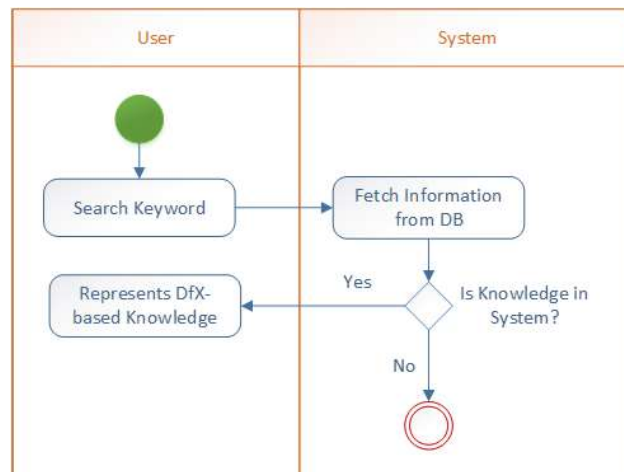 User
System
Search Keyword
Fetch Information
from DB
Represents DfX-
based Knowledge
Yes
Is Knowledge in
System?
No